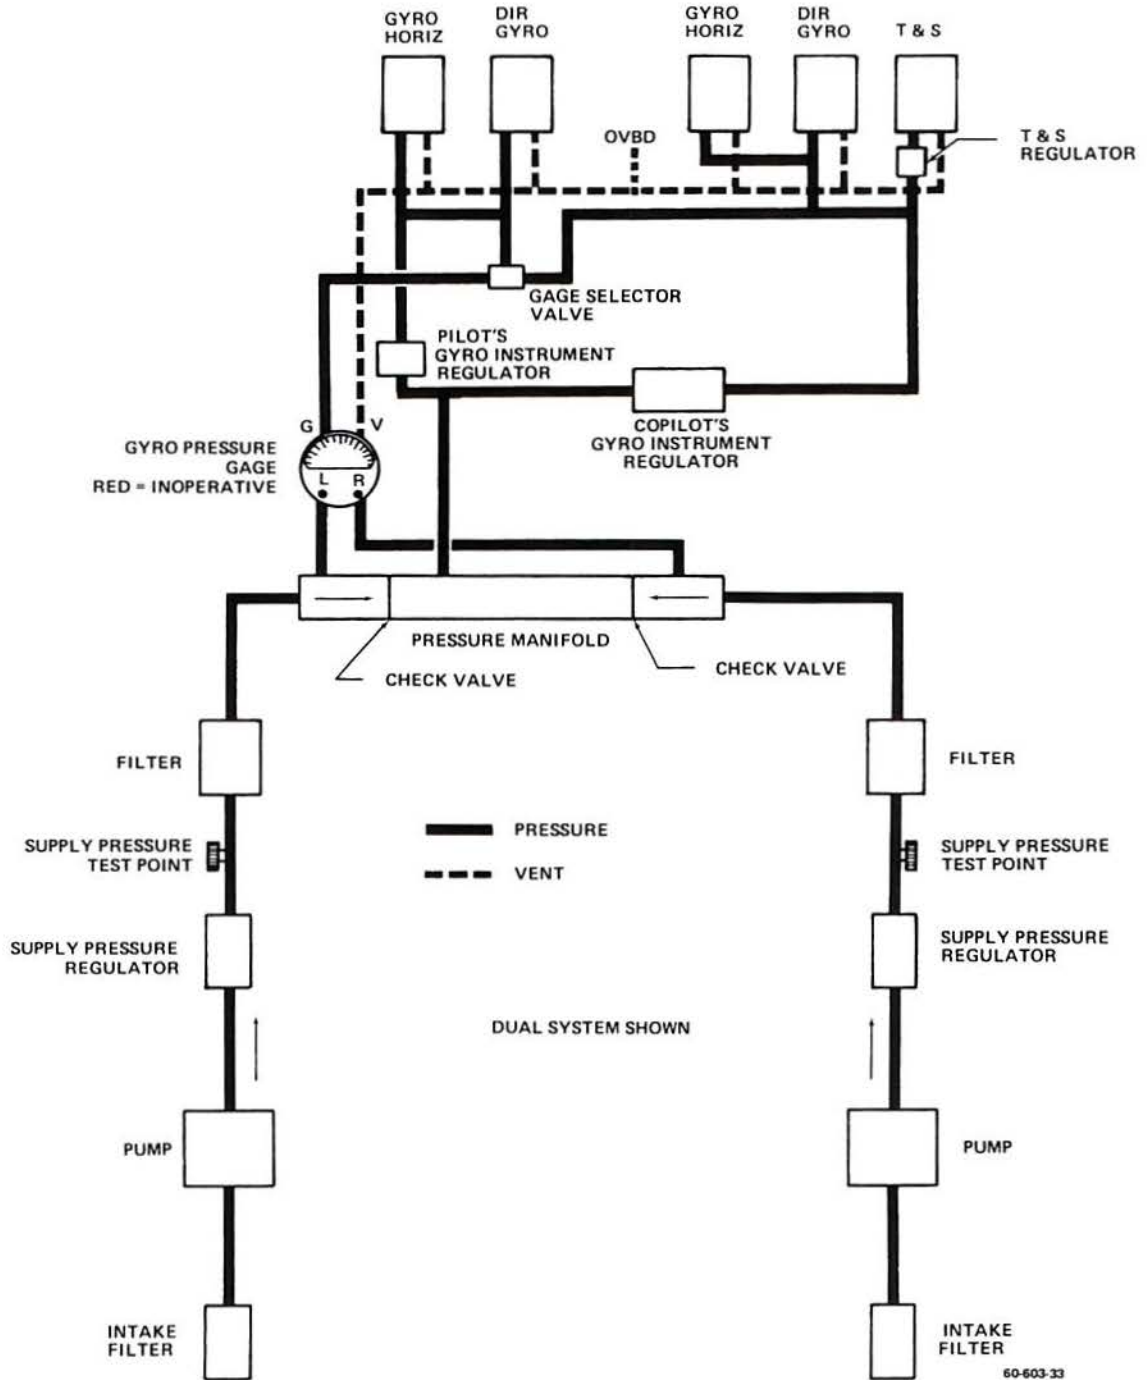 GYRO
HORIZ
DIR
GYRO
GYRO
HORIZ
DIR
GYRO
T & S
OVBD
T & S
REGULATOR
GAGE SELECTOR
VALVE
PILOT'S
GYRO INSTRUMENT
REGULATOR
COPILOT'S
GYRO INSTRUMENT
REGULATOR
G
V
GYRO PRESSURE
GAGE
RED = INOPERATIVE
L
R
PRESSURE MANIFOLD
CHECK VALVE
CHECK VALVE
FILTER
FILTER
PRESSURE
VENT
SUPPLY PRESSURE
TEST POINT
SUPPLY PRESSURE
TEST POINT
SUPPLY PRESSURE
REGULATOR
SUPPLY PRESSURE
REGULATOR
DUAL SYSTEM SHOWN
PUMP
PUMP
INTAKE
FILTER
INTAKE
FILTER
60-603-33